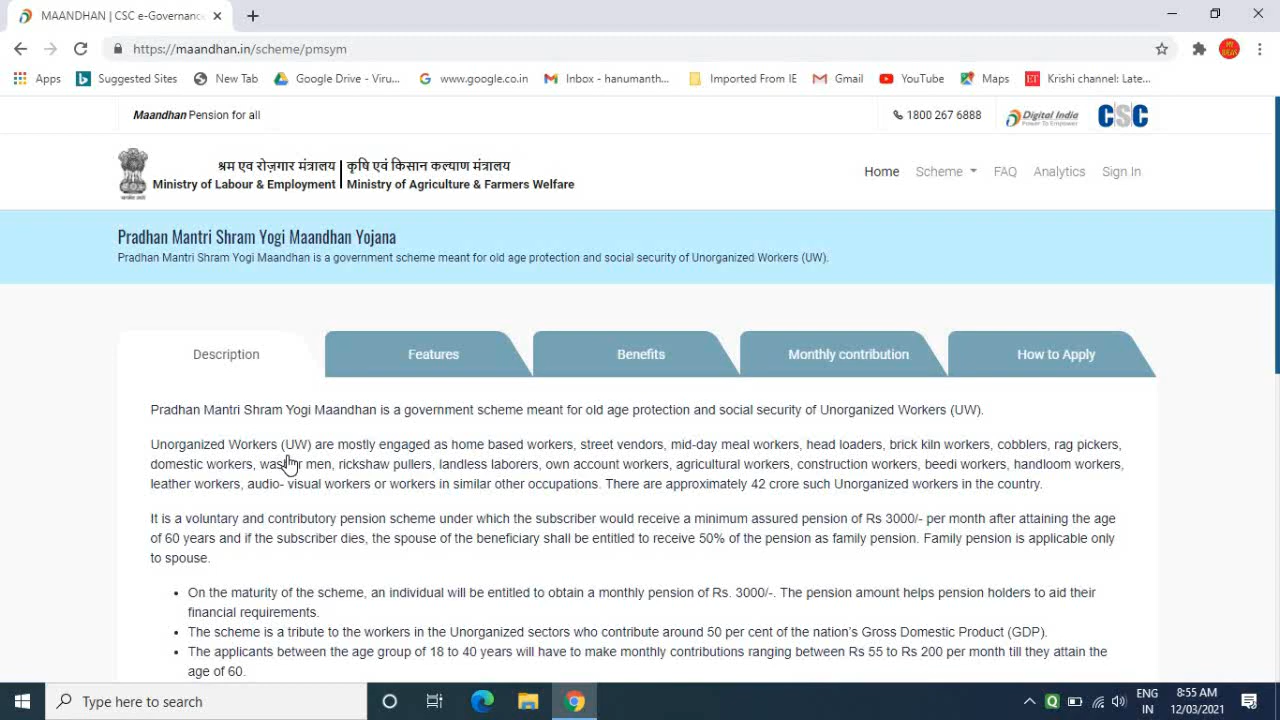 MAANDHAN | CSC e-Governance
https://maandhan.in/scheme/pmsym
MY IDEAS
Apps Suggested Sites New Tab Google Drive - Viru... www.google.co.in Inbox - hanumanth... Imported From IE Gmail YouTube Maps ET Krishi channel: Late...
Maandhan Pension for all 1800 267 6888 Digital India Power To Empower CSC
श्रम एवं रोज़गार मंत्रालय कृषि एवं किसान कल्याण मंत्रालय
Ministry of Labour & Employment Ministry of Agriculture & Farmers Welfare
Home Scheme FAQ Analytics Sign In
Pradhan Mantri Shram Yogi Maandhan Yojana
Pradhan Mantri Shram Yogi Maandhan is a government scheme meant for old age protection and social security of Unorganized Workers (UW).
Description Features Benefits Monthly contribution How to Apply
Pradhan Mantri Shram Yogi Maandhan is a government scheme meant for old age protection and social security of Unorganized Workers (UW).
Unorganized Workers (UW) are mostly engaged as home based workers, street vendors, mid-day meal workers, head loaders, brick kiln workers, cobblers, rag pickers,
domestic workers, washer men, rickshaw pullers, landless laborers, own account workers, agricultural workers, construction workers, beedi workers, handloom workers,
leather workers, audio- visual workers or workers in similar other occupations. There are approximately 42 crore such Unorganized workers in the country.
It is a voluntary and contributory pension scheme under which the subscriber would receive a minimum assured pension of Rs 3000/- per month after attaining the age
of 60 years and if the subscriber dies, the spouse of the beneficiary shall be entitled to receive 50% of the pension as family pension. Family pension is applicable only
to spouse.
• On the maturity of the scheme, an individual will be entitled to obtain a monthly pension of Rs. 3000/-. The pension amount helps pension holders to aid their
financial requirements.
• The scheme is a tribute to the workers in the Unorganized sectors who contribute around 50 per cent of the nation's Gross Domestic Product (GDP).
• The applicants between the age group of 18 to 40 years will have to make monthly contributions ranging between Rs 55 to Rs 200 per month till they attain the
age of 60.
Type here to search
ENG 8:55 AM
IN 12/03/2021